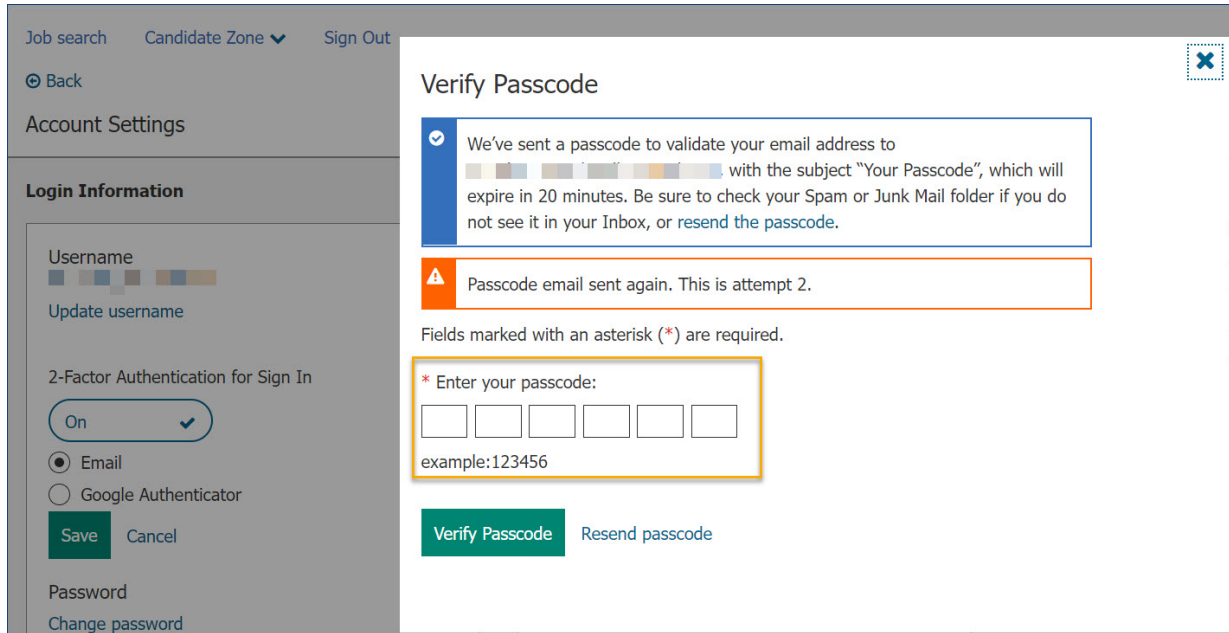 Job search Candidate Zone Sign Out
Back
Account Settings
Login Information
Username
Update username
2-Factor Authentication for Sign In
On
Email
Google Authenticator
Save Cancel
Password
Change password
Verify Passcode
We've sent a passcode to validate your email address to
, with the subject “Your Passcode”, which will
expire in 20 minutes. Be sure to check your Spam or Junk Mail folder if you do
not see it in your Inbox, or resend the passcode.
Passcode email sent again. This is attempt 2.
Fields marked with an asterisk (*) are required.
* Enter your passcode:
example:123456
Verify Passcode Resend passcode